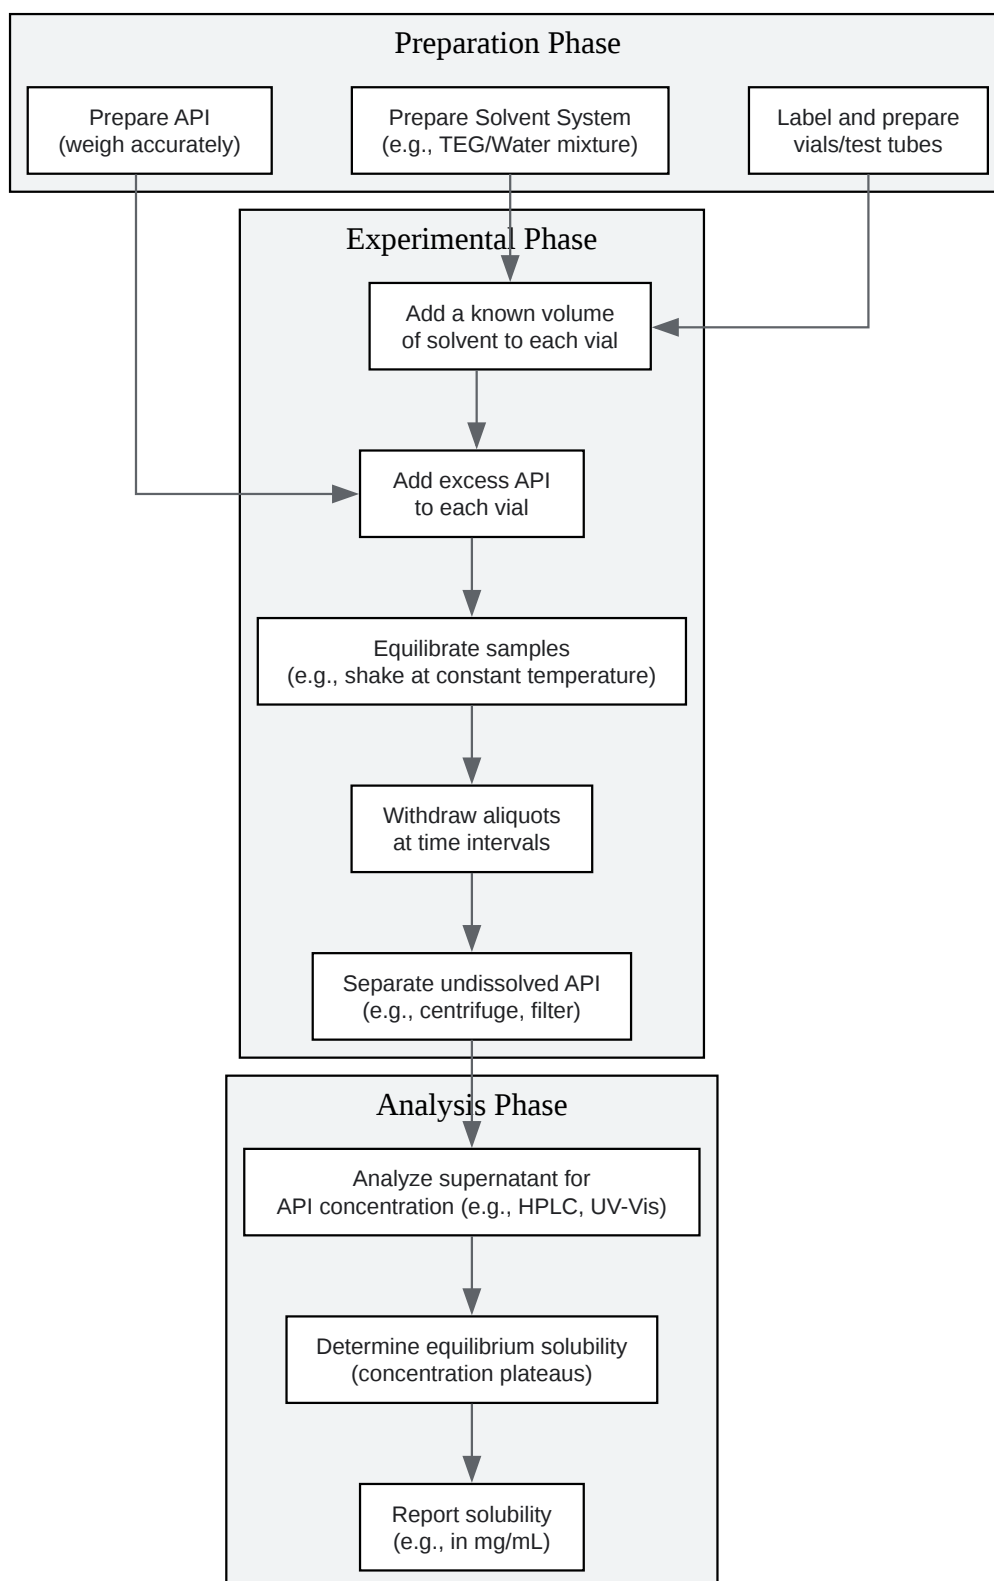 Preparation Phase
Prepare API
(weigh accurately)
Prepare Solvent System
(e.g., TEG/Water mixture)
Label and prepare
vials/test tubes
Experimental Phase
Add a known volume
of solvent to each vial
Add excess API
to each vial
Equilibrate samples
(e.g., shake at constant temperature)
Withdraw aliquots
at time intervals
Separate undissolved API
(e.g., centrifuge, filter)
Analysis Phase
Analyze supernatant for
API concentration (e.g., HPLC, UV-Vis)
Determine equilibrium solubility
(concentration plateaus)
Report solubility
(e.g., in mg/mL)